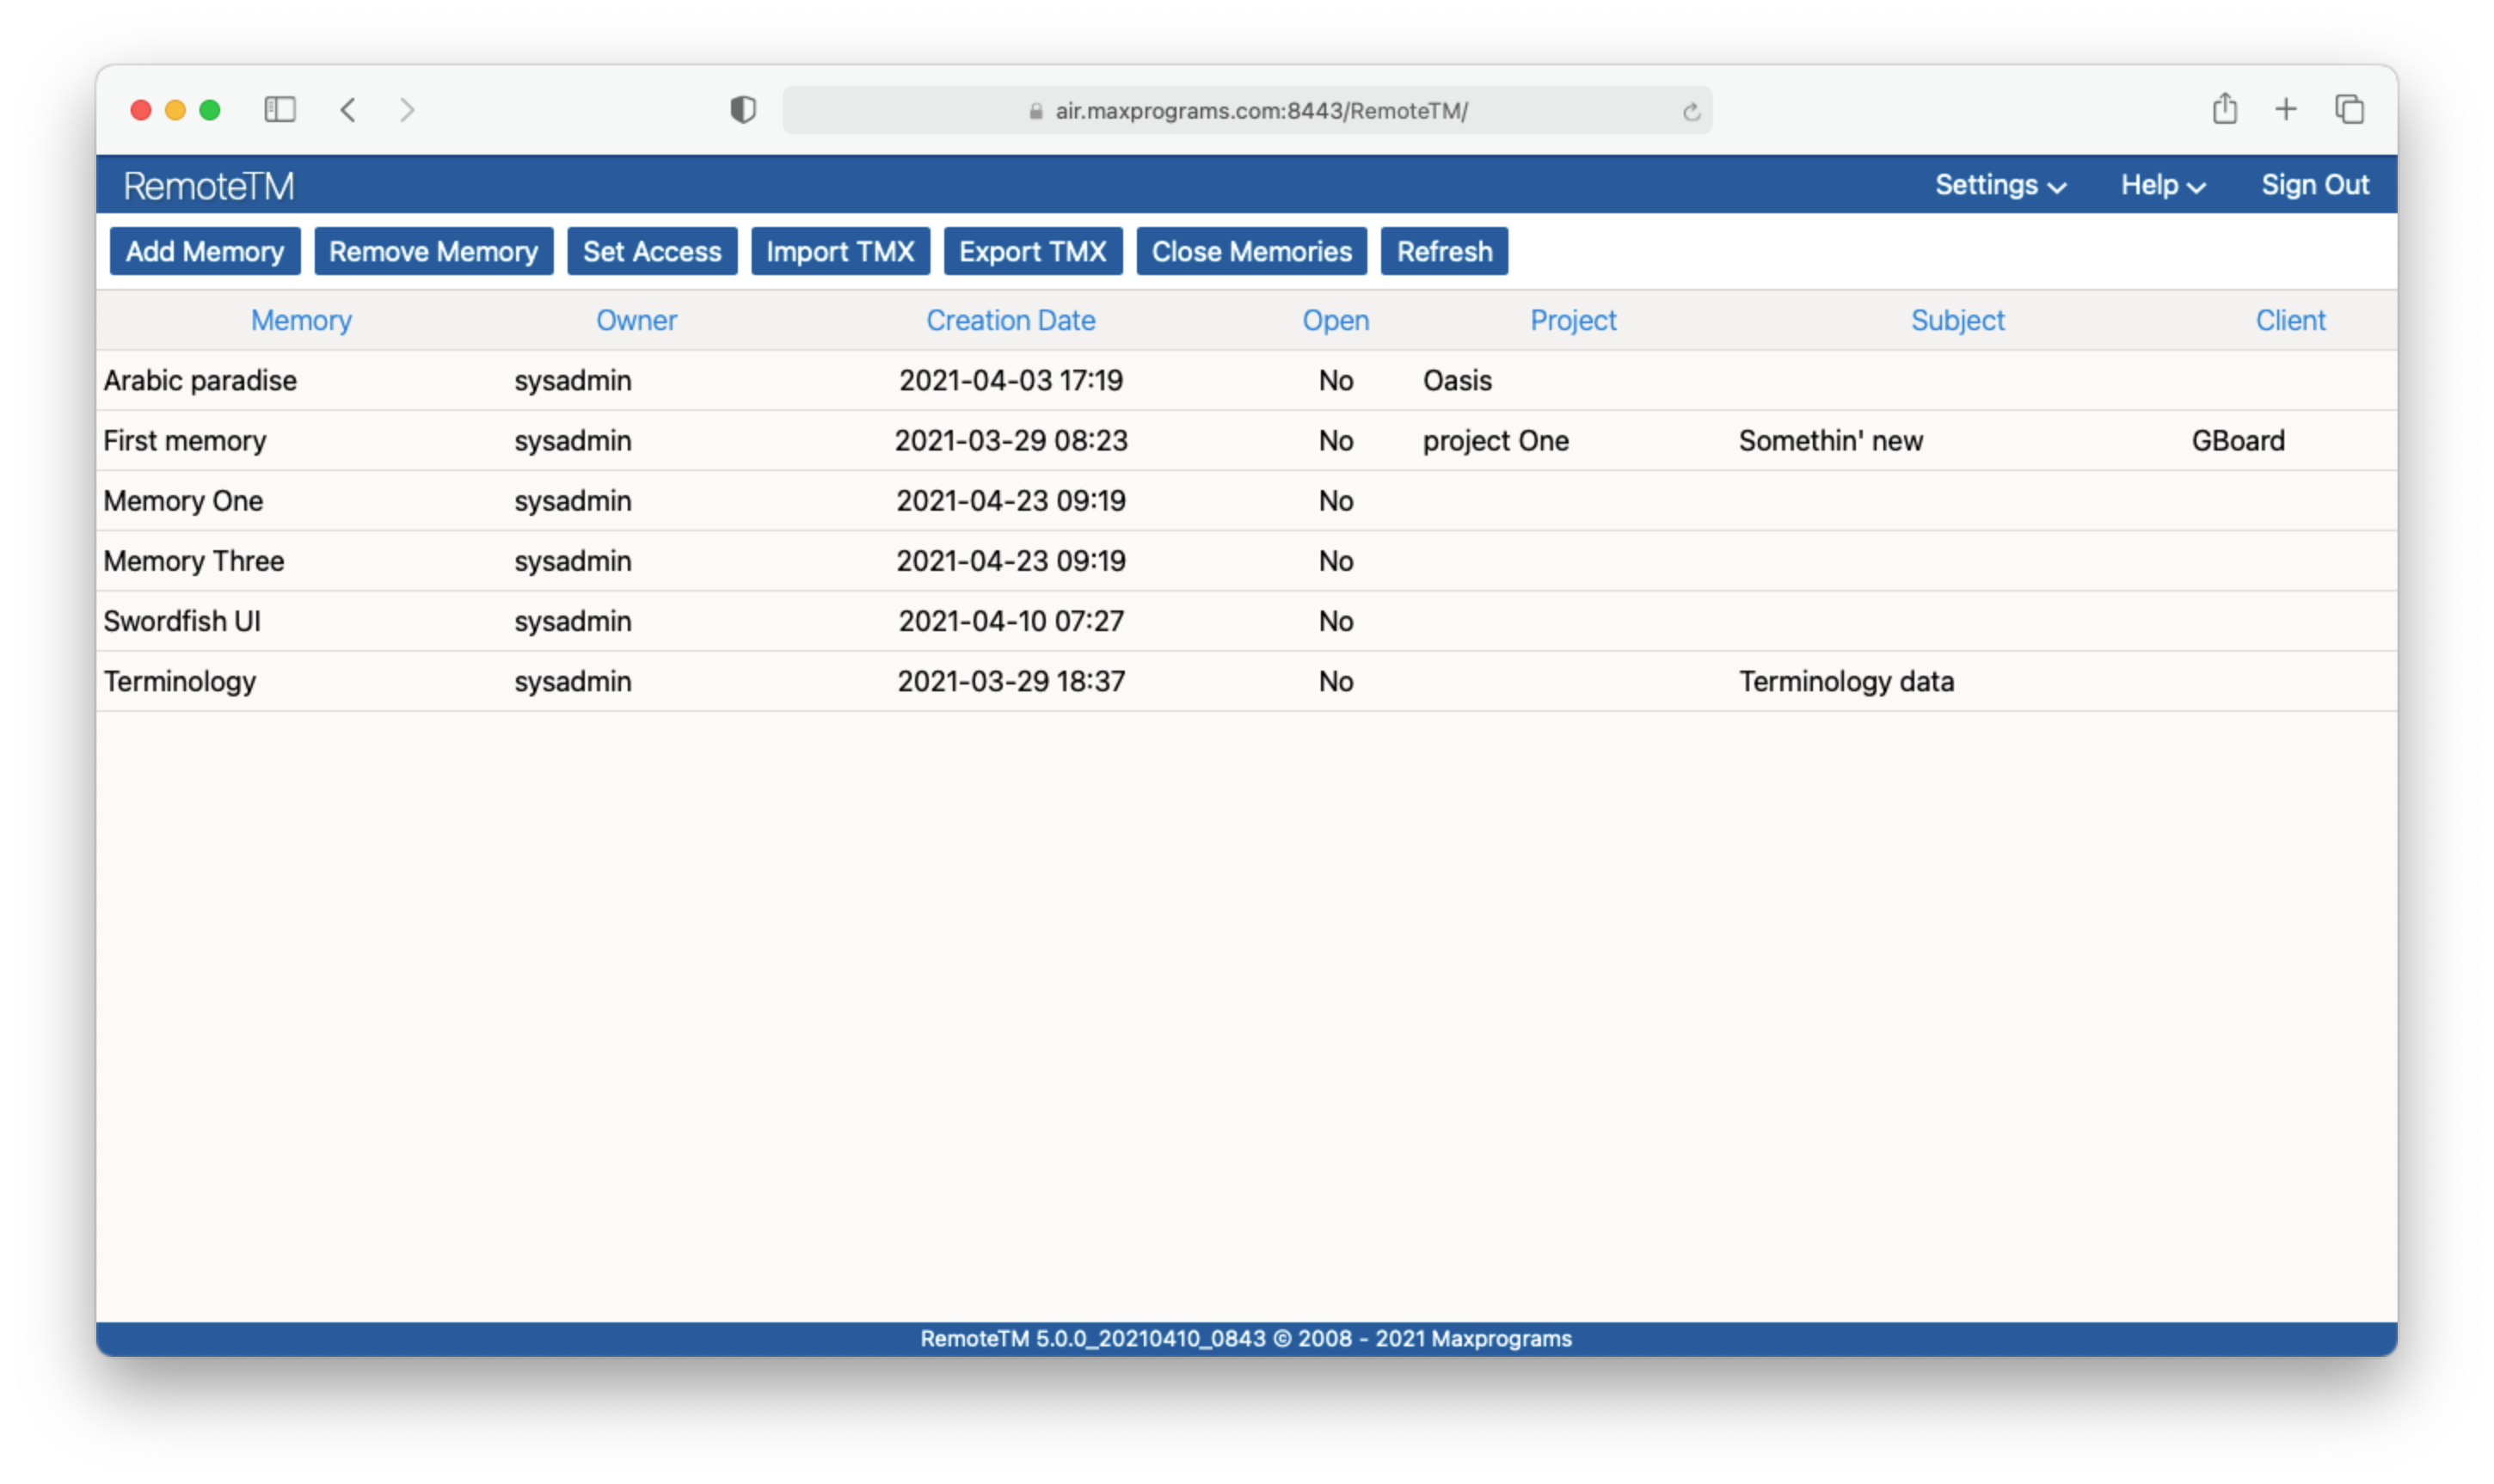 air.maxprograms.com:8443/RemoteTM/
RemoteTM Settings Help Sign Out
Add Memory Remove Memory Set Access Import TMX Export TMX Close Memories Refresh
Memory Owner Creation Date Open Project Subject Client
Arabic paradise sysadmin 2021-04-03 17:19 No Oasis
First memory sysadmin 2021-03-29 08:23 No project One Somethin' new GBoard
Memory One sysadmin 2021-04-23 09:19 No
Memory Three sysadmin 2021-04-23 09:19 No
Swordfish UI sysadmin 2021-04-10 07:27 No
Terminology sysadmin 2021-03-29 18:37 No Terminology data
RemoteTM 5.0.0_20210410_0843 © 2008 - 2021 Maxprograms